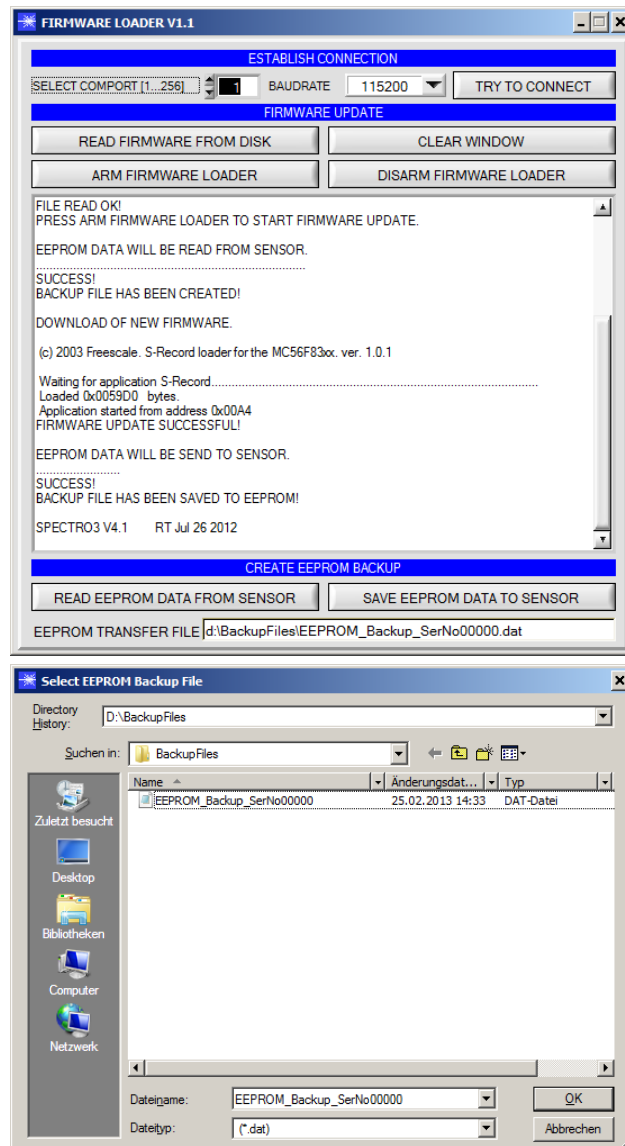 FIRMWARE LOADER V1.1
ESTABLISH CONNECTION
SELECT COMPORT [1...256] 1 BAUDRATE 115200 TRY TO CONNECT
FIRMWARE UPDATE
READ FIRMWARE FROM DISK CLEAR WINDOW
ARM FIRMWARE LOADER DISARM FIRMWARE LOADER
FILE READ OK!
PRESS ARM FIRMWARE LOADER TO START FIRMWARE UPDATE.
EEPROM DATA WILL BE READ FROM SENSOR.
..................................................................
SUCCESS!
BACKUP FILE HAS BEEN CREATED!
DOWNLOAD OF NEW FIRMWARE.
(c) 2003 Freescale. S-Record loader for the MC56F83xx. ver. 1.0.1
Waiting for application S-Record................................................................................
Loaded 0x0059D0 bytes.
Application started from address 0x00A4
FIRMWARE UPDATE SUCCESSFUL!
EEPROM DATA WILL BE SEND TO SENSOR.
.........................
SUCCESS!
BACKUP FILE HAS BEEN SAVED TO EEPROM!
SPECTRO3 V4.1 RT Jul 26 2012
CREATE EEPROM BACKUP
READ EEPROM DATA FROM SENSOR SAVE EEPROM DATA TO SENSOR
EEPROM TRANSFER FILE d:\BackupFiles\EEPROM_Backup_SerNo00000.dat
Select EEPROM Backup File
Directory
History: D:\BackupFiles
Suchen in: BackupFiles
Name Änderungsdat... Typ
EEPROM_Backup_SerNo00000 25.02.2013 14:33 DAT-Datei
Zuletzt besucht
Desktop
Bibliotheken
Computer
Netzwerk
Dateiname: EEPROM_Backup_SerNo00000 OK
Dateityp: (*.dat) Abbrechen